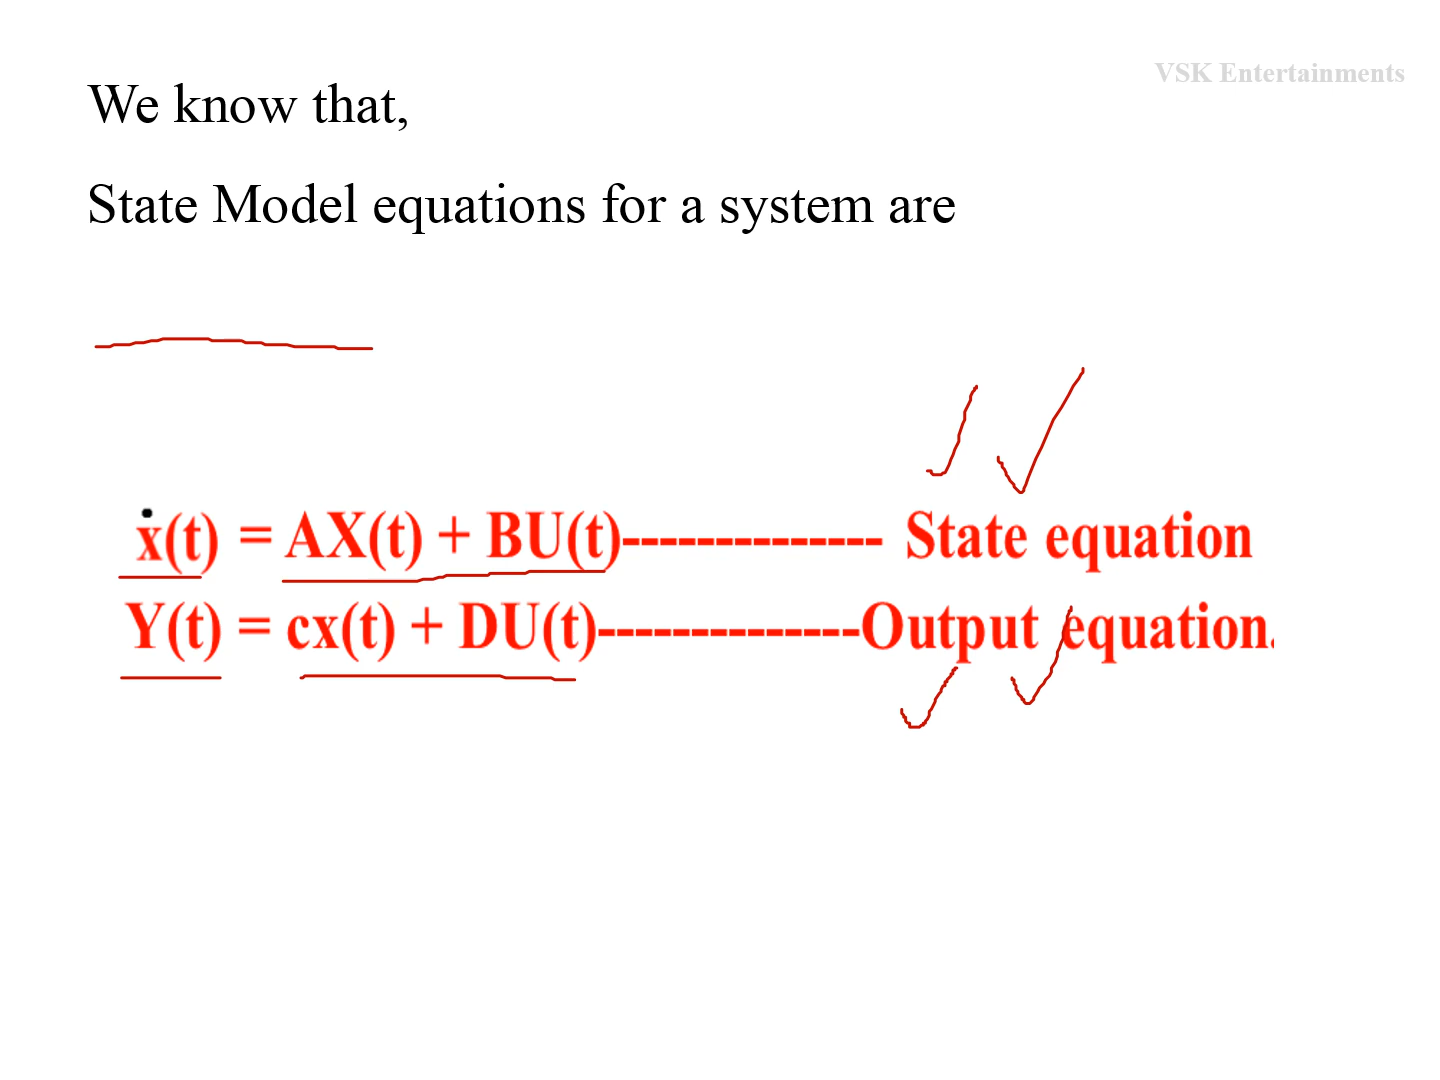 VSK Entertainments
We know that,
State Model equations for a system are
ẋ(t) = AX(t) + BU(t)-------------- State equation
Y(t) = cx(t) + DU(t)--------------Output equation.